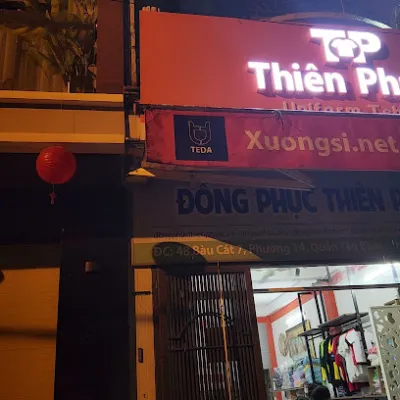 TP
Thiên Ph
Uniform
TEDA
Xuongsi.net
ĐỒNG PHỤC THIÊN
ĐC: 48 Bàu Cát 7, Phường 14, Quận Tân